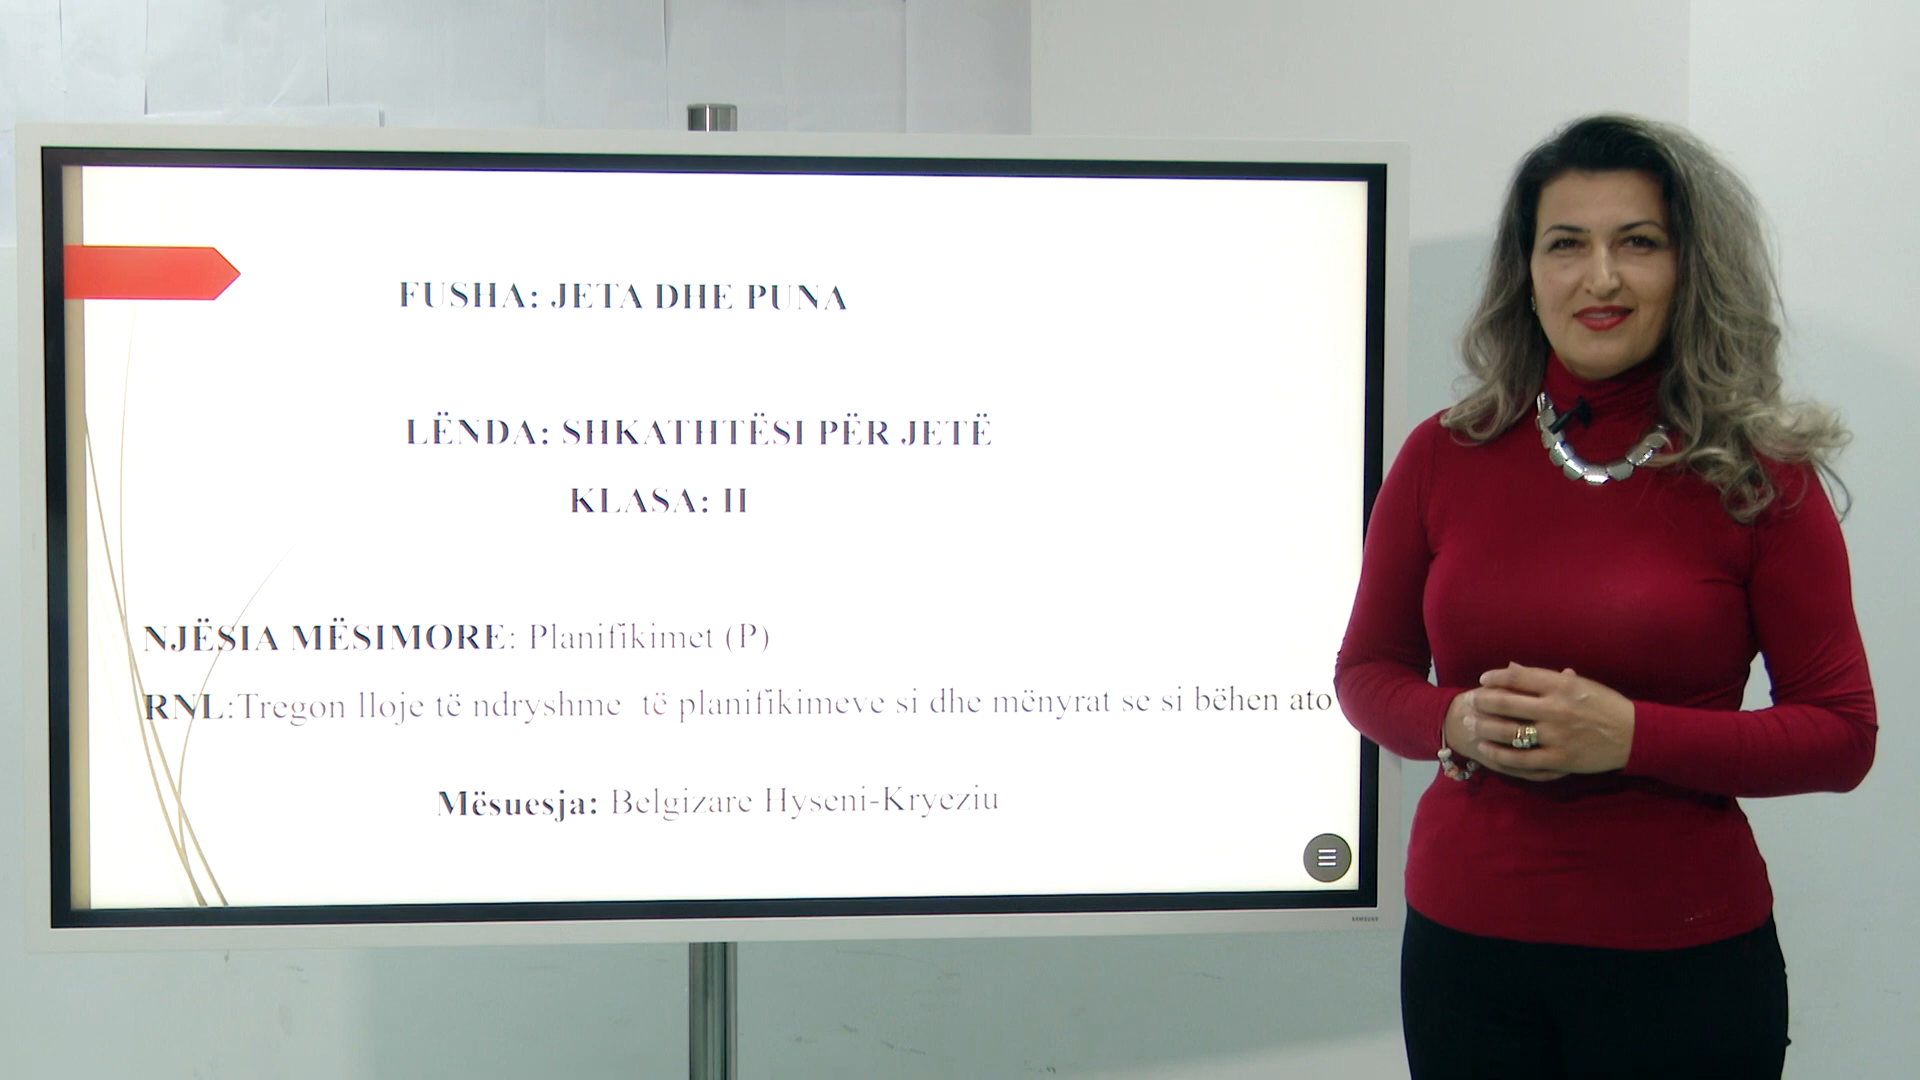 FUSHA: JETA DHE PUNA
LËNDA: SHKATHTËSI PËR JETË
KLASA: II
NJËSIA MËSIMORE: Planifikimet (P)
RNL:Tregon lloje të ndryshme të planifikimeve si dhe mënyrat se si bëhen ato
Mësuesja: Belgizare Hyseni-Kryeziu
SAMSUNG